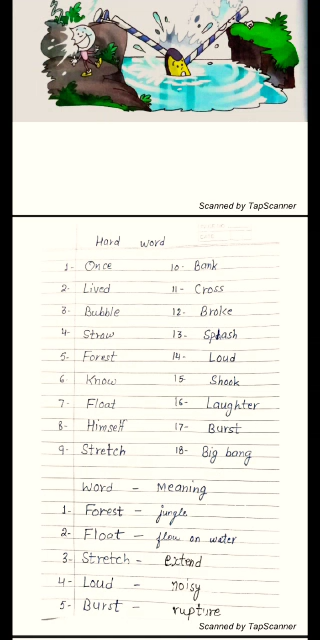 Scanned by TapScanner
Hard word
1- Once 10- Bank
2- Lived 11- Cross
3- Bubble 12- Broke
4- Straw 13- Splash
5- Forest 14- Loud
6- Know 15- Shook
7- Float 16- Laughter
8- Himself 17- Burst
9- Stretch 18- Big bang
Word - Meaning
1- Forest - jungle
2- Float - flow on water
3- Stretch - extend
4- Loud - noisy
5- Burst - rupture
Scanned by TapScanner